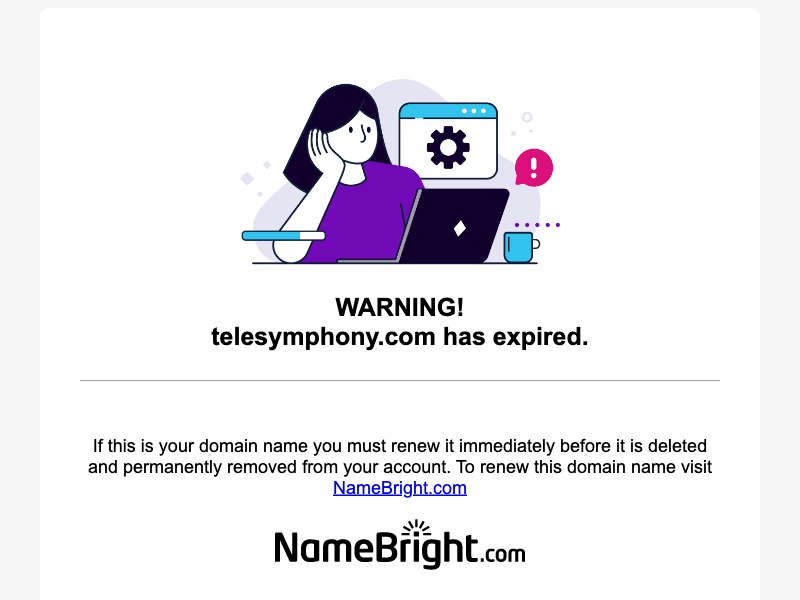 WARNING!
telesymphony.com has expired.
If this is your domain name you must renew it immediately before it is deleted
and permanently removed from your account. To renew this domain name visit
NameBright.com
NameBright.com